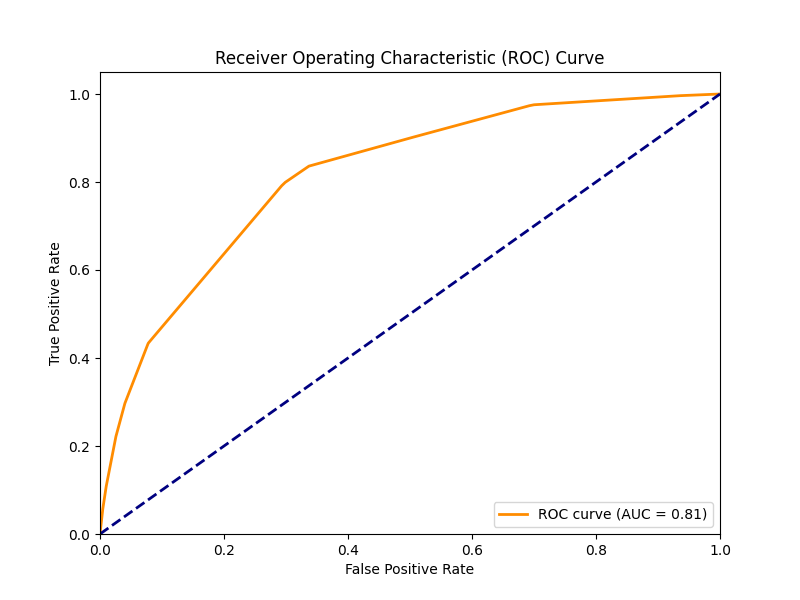 Receiver Operating Characteristic (ROC) Curve
True Positive Rate
1.0
0.8
0.6
0.4
0.2
0.0
0.0 0.2 0.4 0.6 0.8 1.0
False Positive Rate
ROC curve (AUC = 0.81)